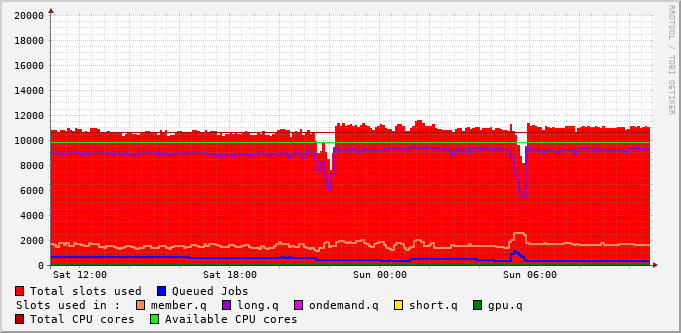 20000
18000
16000
14000
12000
10000
8000
6000
4000
2000
0
Sat 12:00 Sat 18:00 Sun 00:00 Sun 06:00
RRDTOOL / TOBI OETIKER
Total slots used Queued Jobs
Slots used in : member.q long.q ondemand.q short.q gpu.q
Total CPU cores Available CPU cores